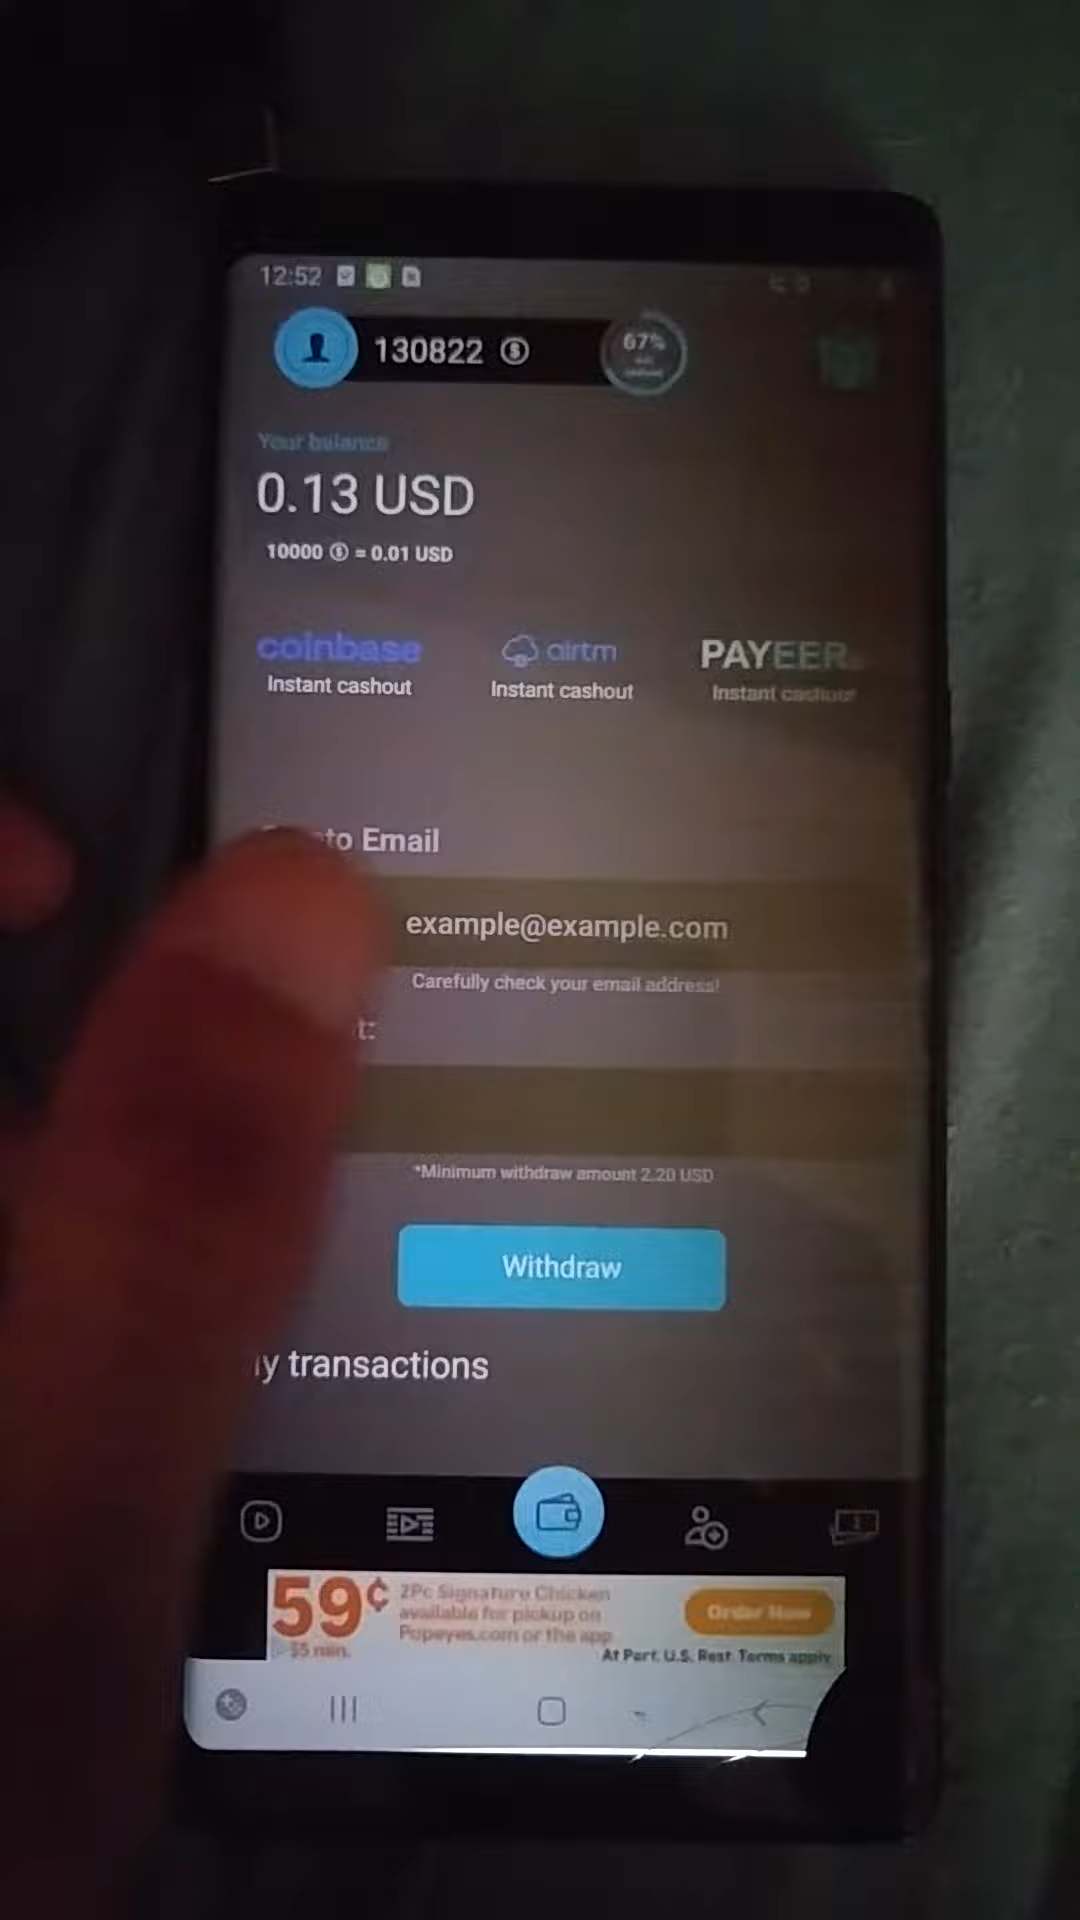 12:52
130822
67%
Your balance
0.13 USD
10000 = 0.01 USD
coinbase
airtm
PAYEER
Instant cashout
Instant cashout
Instant cashout
to Email
example@example.com
Carefully check your email address!
t:
*Minimum withdraw amount 2.20 USD
Withdraw
y transactions
59¢
$5 min.
2Pc Signature Chicken
available for pickup on
Popeyes.com or the app
Order Now
At Part. U.S. Rest. Terms apply.